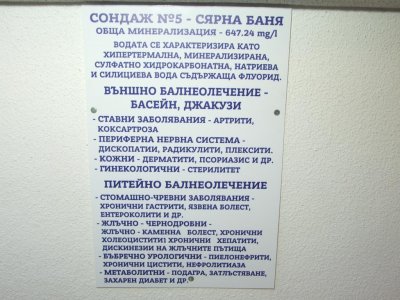 СОНДАЖ №5 - СЯРНА БАНЯ
ОБЩА МИНЕРАЛИЗАЦИЯ - 647.24 mg/l
ВОДАТА СЕ ХАРАКТЕРИЗИРА КАТО
ХИПЕРТЕРМАЛНА, МИНЕРАЛИЗИРАНА,
СУЛФАТНО ХИДРОКАРБОНАТНА, НАТРИЕВА
И СИЛИЦИЕВА ВОДА СЪДЪРЖАЩА ФЛУОРИД.
ВЪНШНО БАЛНЕОЛЕЧЕНИЕ -
БАСЕЙН, ДЖАКУЗИ
- СТАВНИ ЗАБОЛЯВАНИЯ - АРТРИТИ,
КОКСАРТРОЗА
- ПЕРИФЕРНА НЕРВНА СИСТЕМА -
ДИСКОПАТИИ, РАДИКУЛИТИ, ПЛЕКСИТИ.
- КОЖНИ - ДЕРМАТИТИ, ПСОРИАЗИС И ДР.
- ГИНЕКОЛОГИЧНИ - СТЕРИЛИТЕТ
ПИТЕЙНО БАЛНЕОЛЕЧЕНИЕ
- СТОМАШНО-ЧРЕВНИ ЗАБОЛЯВАНИЯ -
ХРОНИЧНИ ГАСТРИТИ, ЯЗВЕНА БОЛЕСТ,
ЕНТЕРОКОЛИТИ И ДР.
- ЖЛЪЧНО - ЧЕРНОДРОБНИ -
ЖЛЪЧНО - КАМЕННА БОЛЕСТ, ХРОНИЧНИ
ХОЛЕОЦИСТИТИ) ХРОНИЧНИ ХЕПАТИТИ,
ДИСКИНЕЗИИ НА ЖЛЪЧНИТЕ ПЪТИЩА
- БЪБРЕЧНО УРОЛОГИЧНИ - ПИЕЛОНЕФРИТИ,
ХРОНИЧНИ ЦИСТИТИ, НЕФРОЛИТИАЗА
- МЕТАБОЛИТНИ - ПОДАГРА, ЗАТЛЪСТЯВАНЕ,
ЗАХАРЕН ДИАБЕТ И ДР.